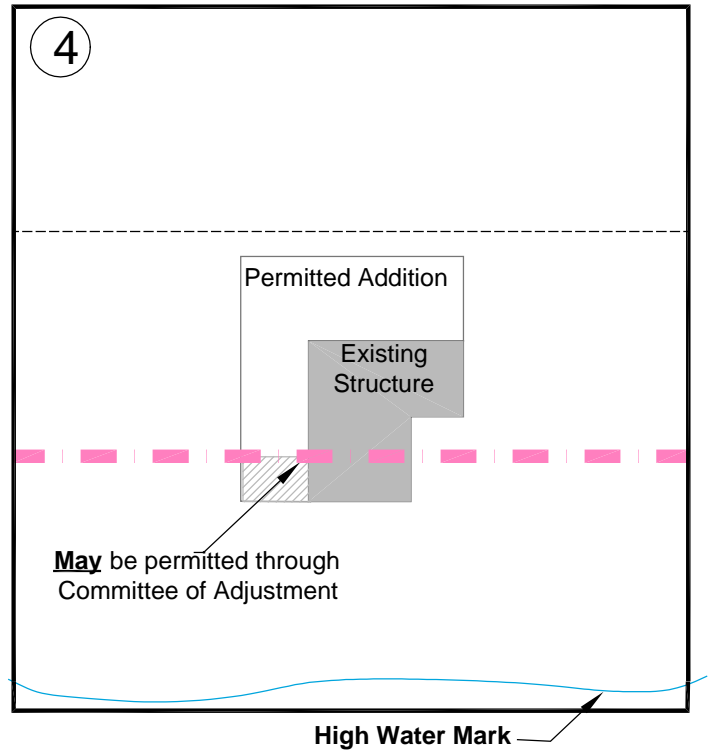 4
Permitted Addition
Existing
Structure
May be permitted through
Committee of Adjustment
High Water Mark